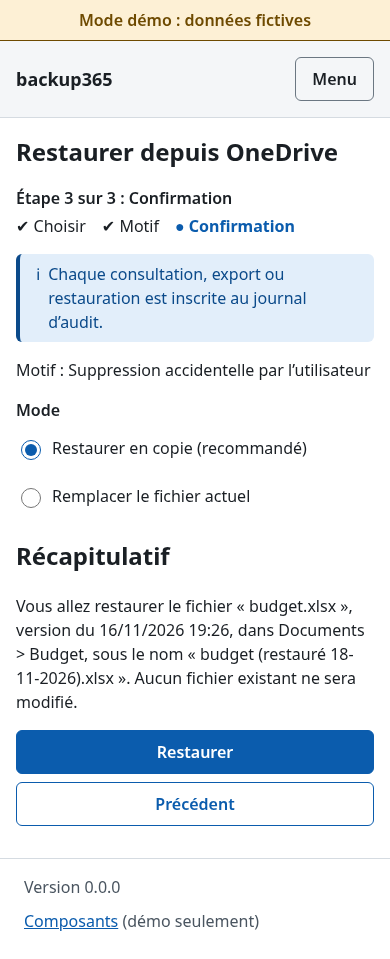 Mode démo : données fictives
backup365
Menu
Restaurer depuis OneDrive
Étape 3 sur 3 : Confirmation
✔ Choisir ✔ Motif ● Confirmation
i Chaque consultation, export ou
restauration est inscrite au journal
d’audit.
Motif : Suppression accidentelle par l’utilisateur
Mode
Restaurer en copie (recommandé)
Remplacer le fichier actuel
Récapitulatif
Vous allez restaurer le fichier « budget.xlsx »,
version du 16/11/2026 19:26, dans Documents
> Budget, sous le nom « budget (restauré 18-
11-2026).xlsx ». Aucun fichier existant ne sera
modifié.
Restaurer
Précédent
Version 0.0.0
Composants (démo seulement)